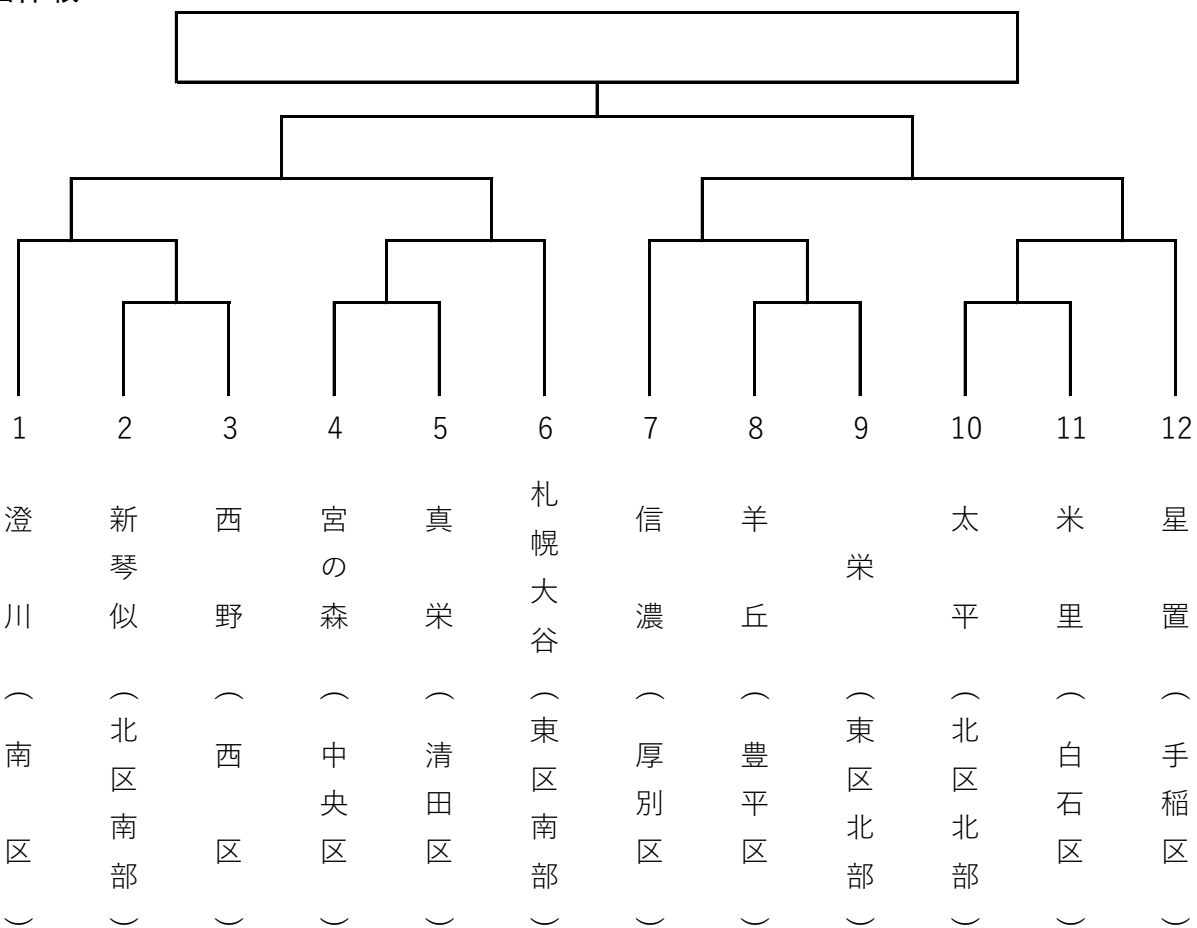 1 2 3 4 5 6 7 8 9 10 11 12
澄川（南区）
新琴似（北区南部）
西野（西区）
宮の森（中央区）
真栄（清田区）
札幌大谷（東区南部）
信濃（厚別区）
羊丘（豊平区）
栄（東区北部）
太平（北区北部）
米里（白石区）
星置（手稲区）